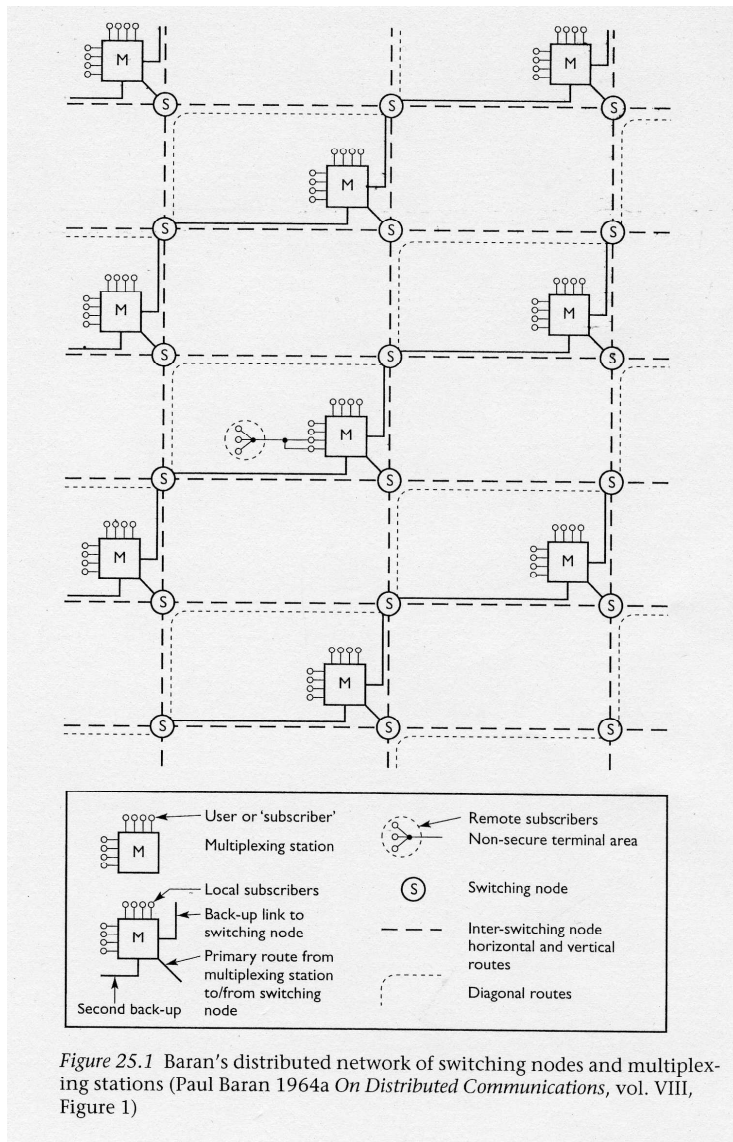 M
M
S
S
S
M
S
S
S
M
M
S
S
S
M
S
S
S
M
M
S
S
S
M
S
S
S
User or 'subscriber'
M
Multiplexing station
Local subscribers
M
Back-up link to
switching node
Primary route from
multiplexing station
to/from switching
node
Second back-up
Remote subscribers
Non-secure terminal area
S
Switching node
Inter-switching node
horizontal and vertical
routes
Diagonal routes
Figure 25.1 Baran's distributed network of switching nodes and multiplex-
ing stations (Paul Baran 1964a On Distributed Communications, vol. VIII,
Figure 1)